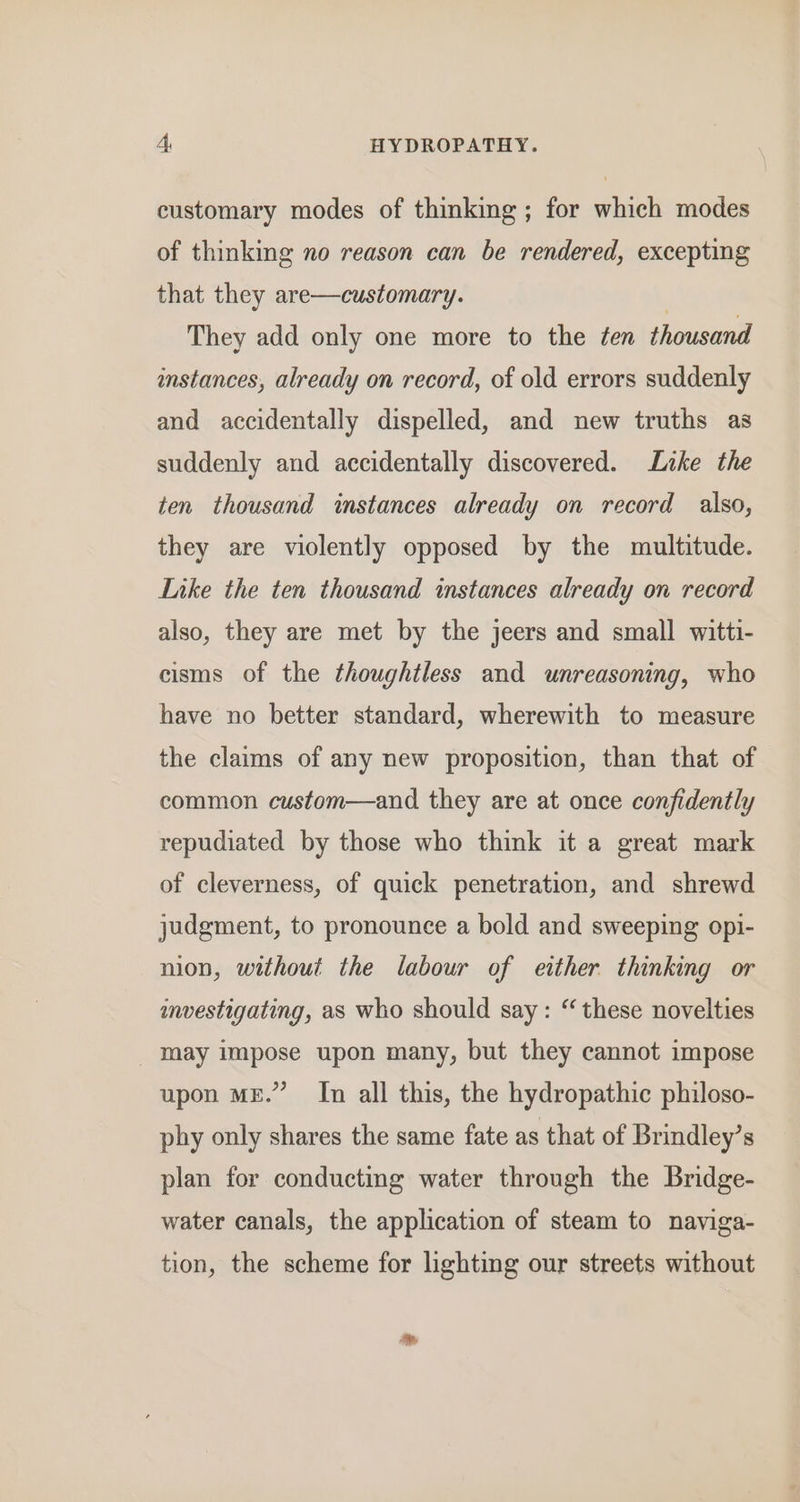 4 HYDROPATHY.
customary modes of thinking; for which modes
of thinking no reason can be rendered, excepting
that they are—customary.
They add only one more to the ten thousand
instances, already on record, of old errors suddenly
and accidentally dispelled, and new truths as
suddenly and accidentally discovered. Like the
ten thousand instances already on record also,
they are violently opposed by the multitude.
Like the ten thousand instances already on record
also, they are met by the jeers and small witti-
cisms of the thoughtless and unreasoning, who
have no better standard, wherewith to measure
the claims of any new proposition, than that of
common custom—and they are at once confidently
repudiated by those who think it a great mark
of cleverness, of quick penetration, and shrewd
judgment, to pronounce a bold and sweeping opi-
nion, without the labour of either thinking or
investigating, as who should say: “these novelties
may impose upon many, but they cannot impose
upon ME.” In all this, the hydropathic philoso-
phy only shares the same fate as that of Brindley’s
plan for conducting water through the Bridge-
water canals, the application of steam to naviga-
tion, the scheme for lighting our streets without